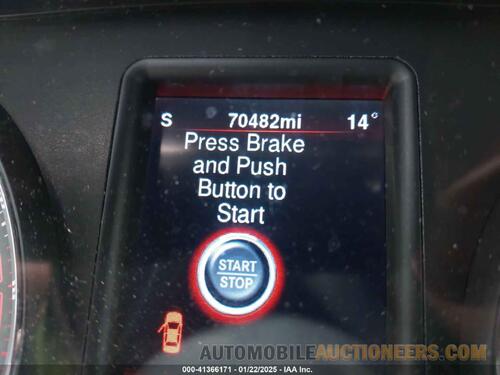 S 70482mi 14°
Press Brake
and Push
Button to
Start
START
STOP
AUTOMOBILEAUCTIONEERS.COM
000-41366171 - 01/22/2025 - IAA Inc.